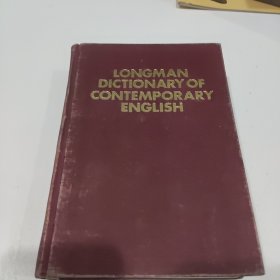 LONGMAN
DICTIONARY OF
CONTEMPORARY
ENGLISH